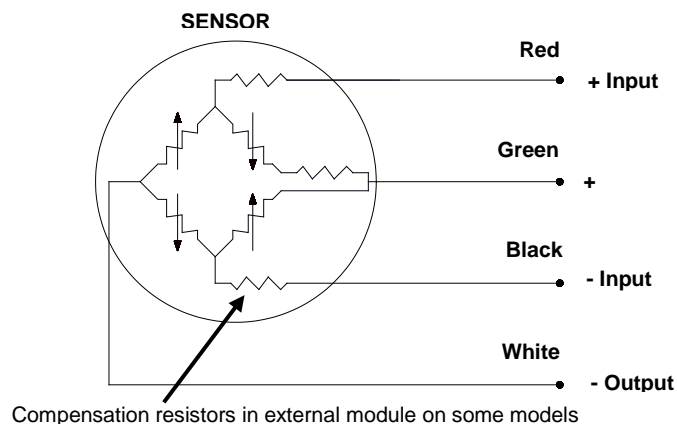 SENSOR
Red
+ Input
Green
+
Black
- Input
White
- Output
Compensation resistors in external module on some models